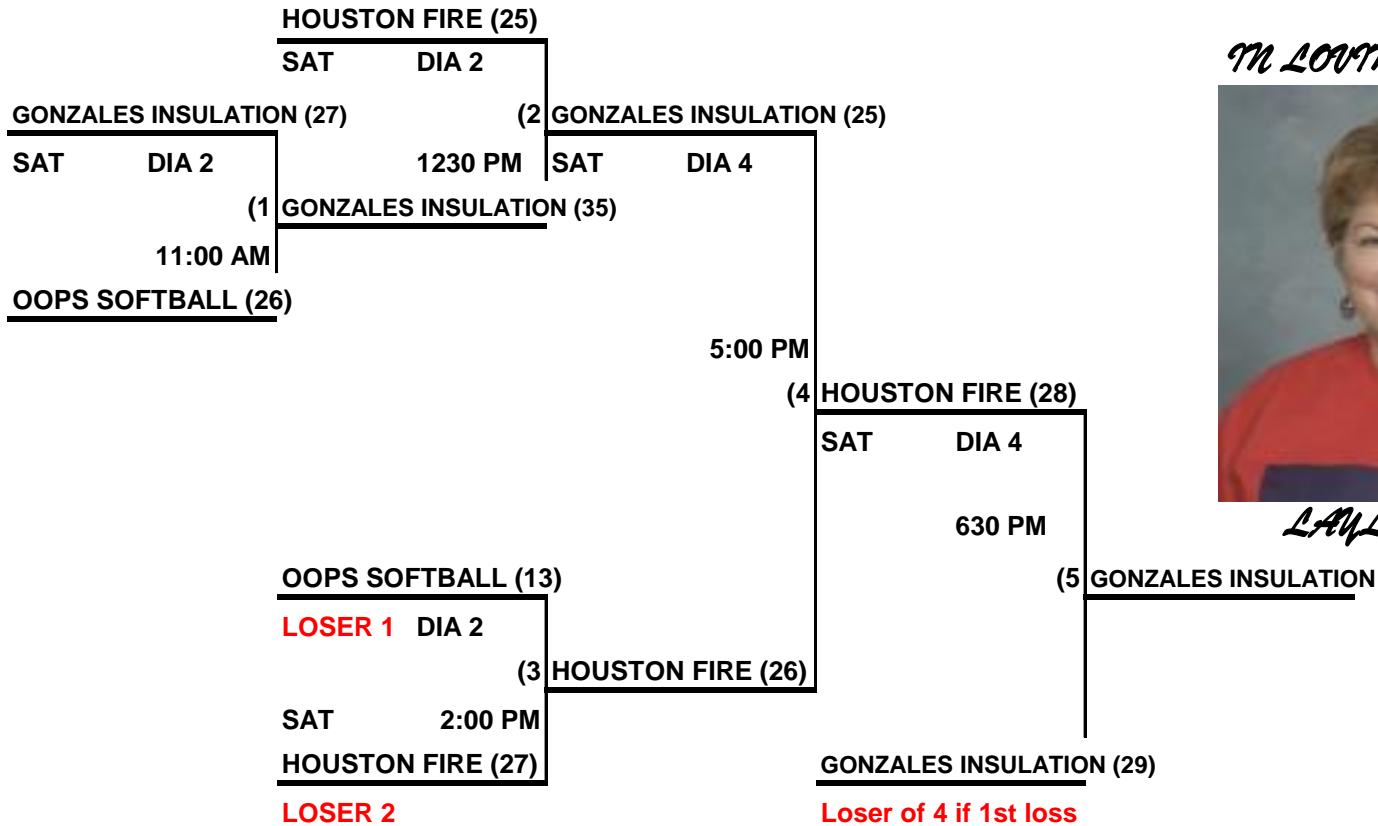 HOUSTON FIRE (25)
SAT DIA 2
IN
GONZALES INSULATION (27) (2 GONZALES INSULATION (25)
SAT DIA 2 1230 PM SAT DIA 4
(1 GONZALES INSULATION (35)
11:00 AM
OOPS SOFTBALL (26)
5:00 PM
(4 HOUSTON FIRE (28)
SAT DIA 4
630 PM
OOPS SOFTBALL (13) (5 GONZALES INSULATION
LOSER 1 DIA 2
(3 HOUSTON FIRE (26)
SAT 2:00 PM
HOUSTON FIRE (27) GONZALES INSULATION (29)
LOSER 2 Loser of 4 if 1st loss